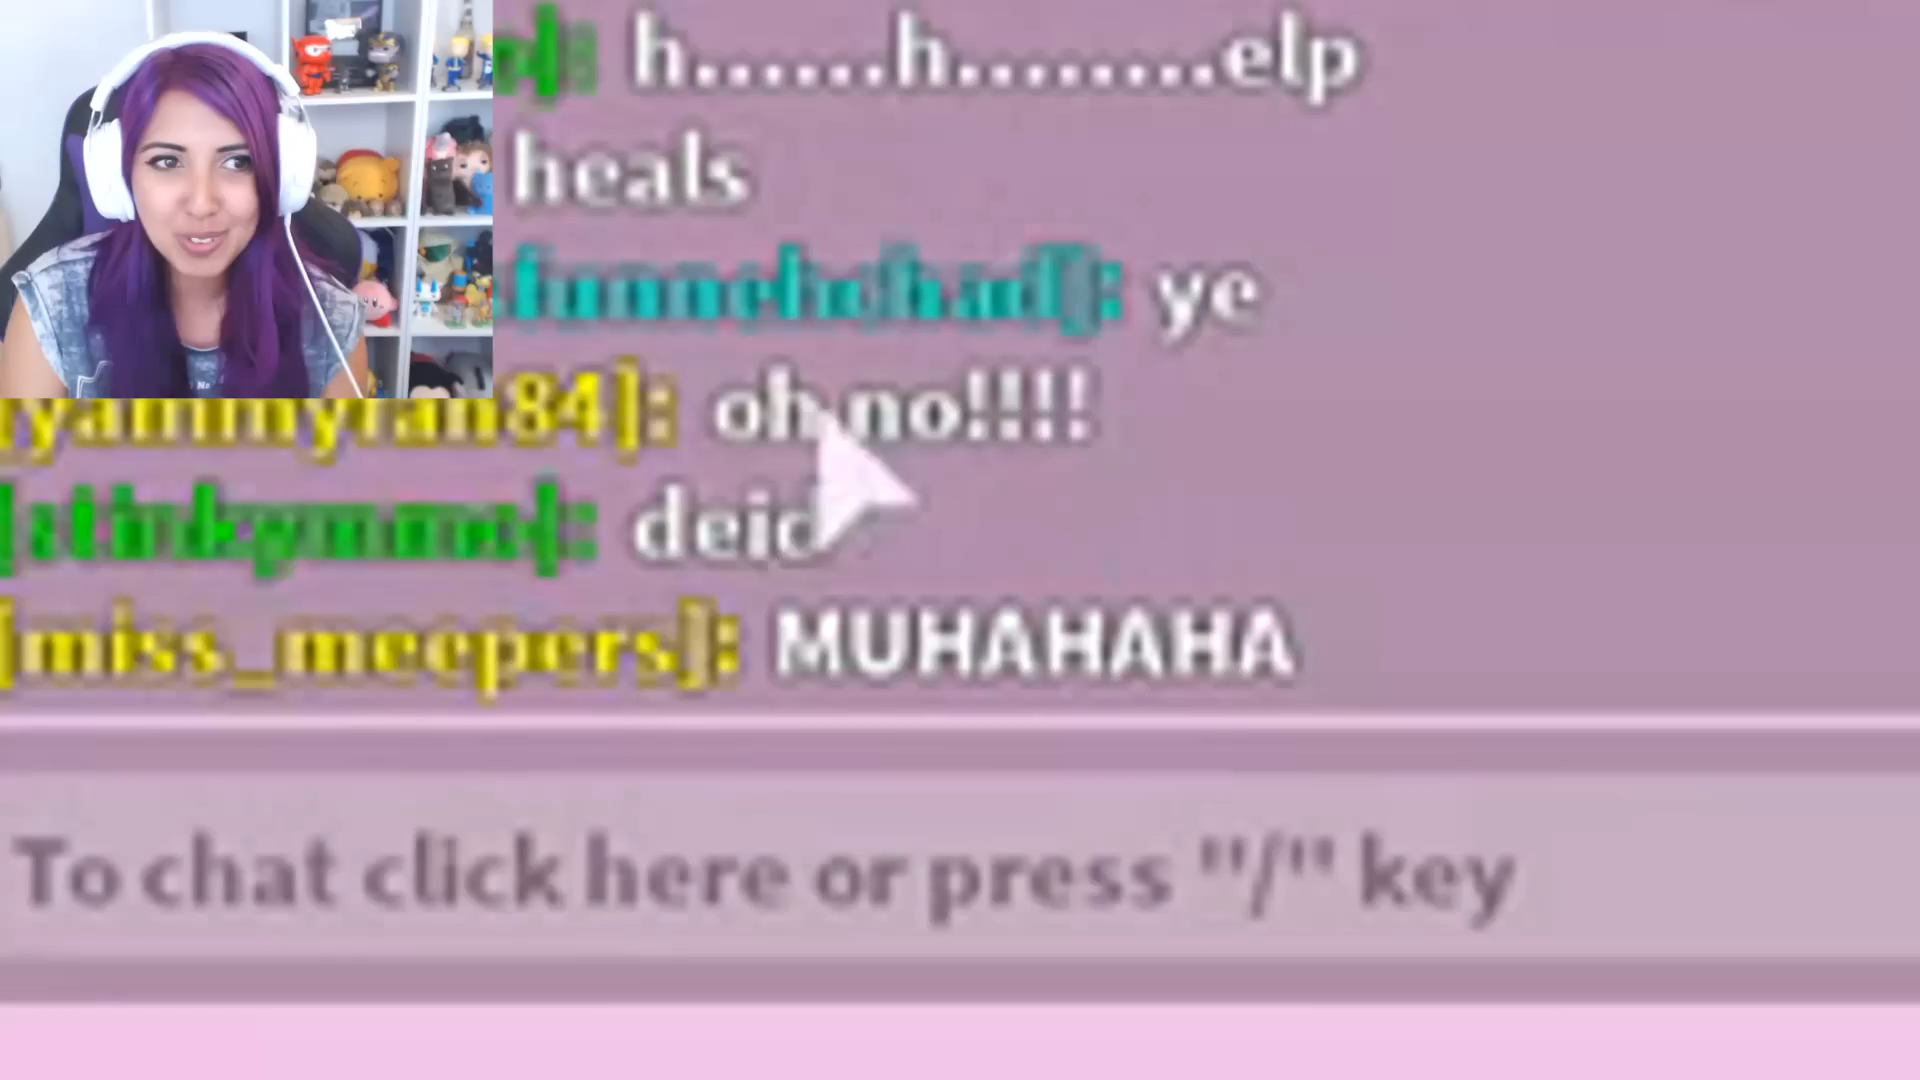 h......h........elp
heals
ye
oh no!!!!
deid
[miss_meepers]: MUHAHAHA
To chat click here or press "/" key